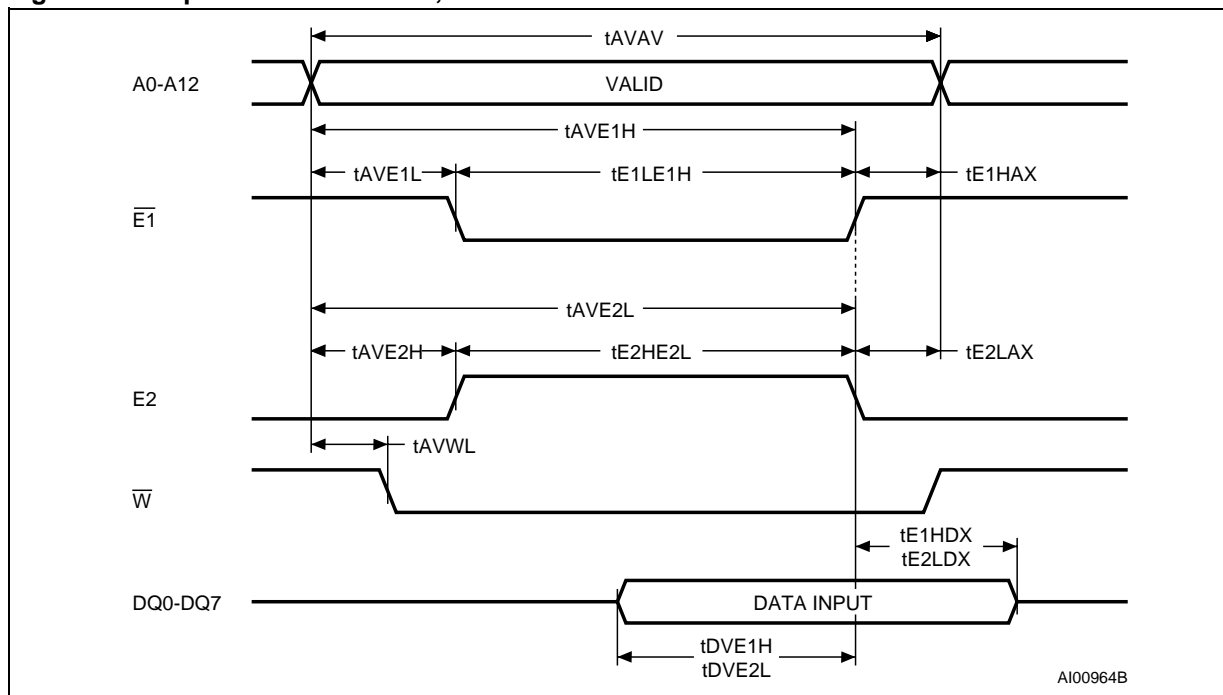 tAVAV
A0-A12
VALID
tAVE1H
tAVE1L
tE1LE1H
tE1HAX
E1
tAVE2L
tAVE2H
tE2HE2L
tE2LAX
E2
tAVWL
W
tE1HDX
tE2LDX
DQ0-DQ7
DATA INPUT
tDVE1H
tDVE2L
AI00964B